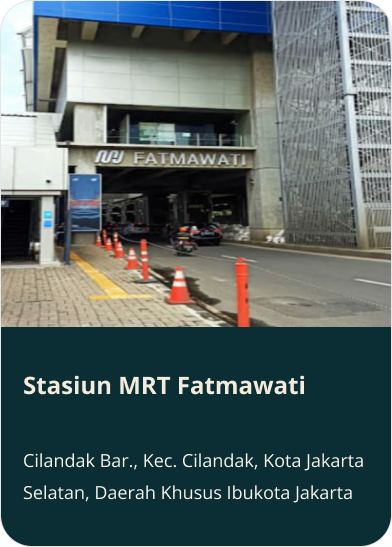 FATMAWATI
Stasiun MRT Fatmawati
Cilandak Bar., Kec. Cilandak, Kota Jakarta
Selatan, Daerah Khusus Ibukota Jakarta